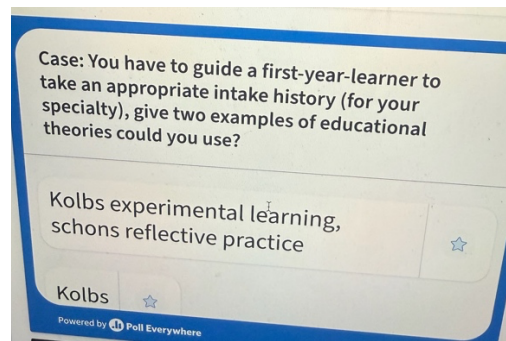 Case: You have to guide a first-year-learner to
take an appropriate intake history (for your
specialty), give two examples of educational
theories could you use?
Kolbs experimental learning,
schons reflective practice
Kolbs
Powered by Poll Everywhere